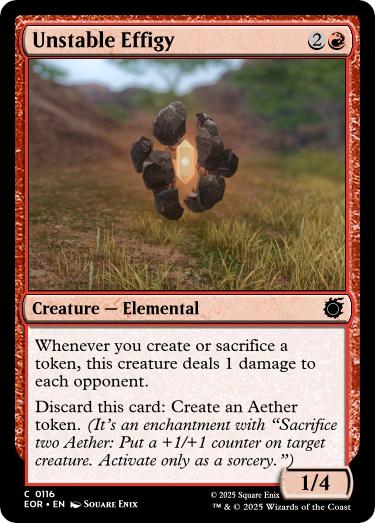 Unstable Effigy 2
Creature — Elemental
Whenever you create or sacrifice a
token, this creature deals 1 damage to
each opponent.
Discard this card: Create an Aether
token. (It's an enchantment with “Sacrifice
two Aether: Put a +1/+1 counter on target
creature. Activate only as a sorcery.”)
1/4
C 0116
EOR • EN SQUARE ENIX
© 2025 Square Enix
™ & © 2025 Wizards of the Coast